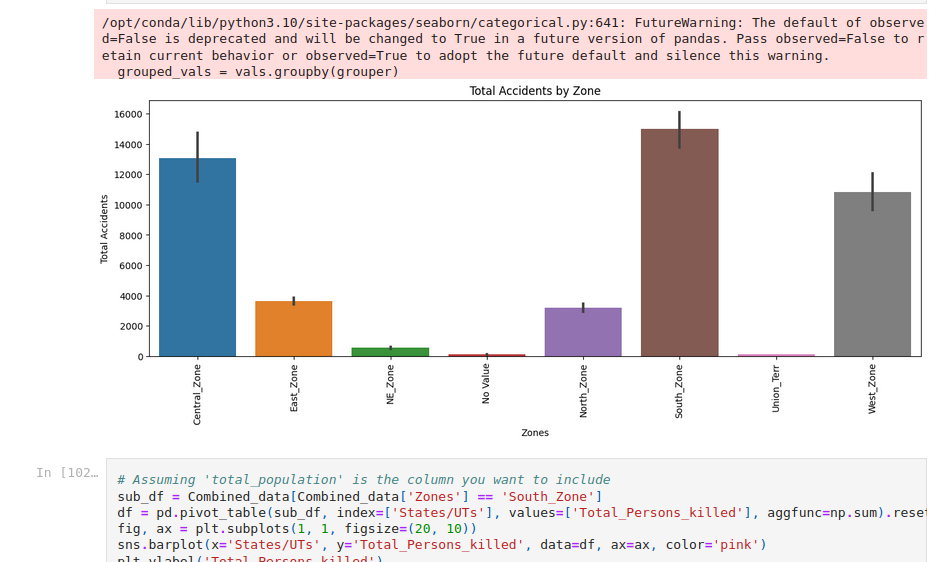 /opt/conda/lib/python3.10/site-packages/seaborn/categorical.py:641: FutureWarning: The default of observe
d=False is deprecated and will be changed to True in a future version of pandas. Pass observed=False to r
etain current behavior or observed=True to adopt the future default and silence this warning.
  grouped_vals = vals.groupby(grouper)
Total Accidents by Zone
16000
14000
12000
10000
8000
6000
4000
2000
0
Total Accidents
Central_Zone
East_Zone
NE_Zone
No Value
North_Zone
South_Zone
Union_Terr
West_Zone
Zones
In [102…
# Assuming 'total_population' is the column you want to include
sub_df = Combined_data[Combined_data['Zones'] == 'South_Zone']
df = pd.pivot_table(sub_df, index=['States/UTs'], values=['Total_Persons_killed'], aggfunc=np.sum).reset
fig, ax = plt.subplots(1, 1, figsize=(20, 10))
sns.barplot(x='States/UTs', y='Total_Persons_killed', data=df, ax=ax, color='pink')
plt.ylabel('Total_Persons_killed')